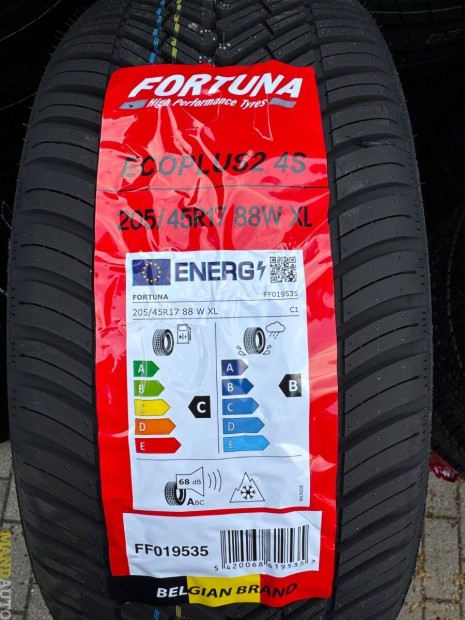 FORTUNA
High Performance Tyres
ECOPLUS2 4S
205/45R17 88W XL
ENERG
FORTUNA FF019535
205/45R17 88 W XL C1
A A
B B
C C C B
D D
E E
68 dB
ABC
FF019535
5 420068 619535 >
BELGIAN BRAND
MANDAUTO